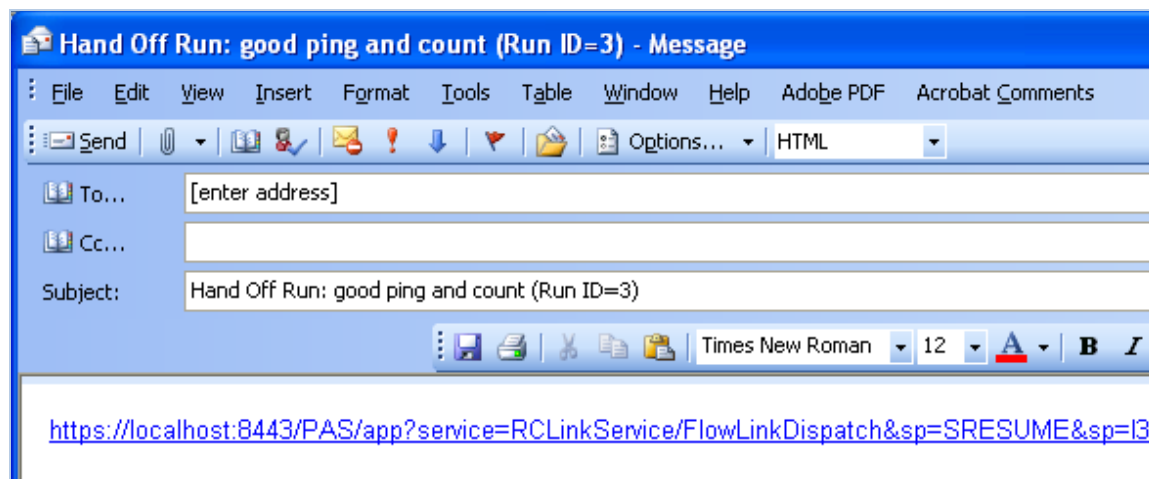 Hand Off Run: good ping and count (Run ID=3) - Message
File Edit View Insert Format Tools Table Window Help Adobe PDF Acrobat Comments
Send Options... HTML
To... [enter address]
Cc...
Subject: Hand Off Run: good ping and count (Run ID=3)
Times New Roman 12 A B I
https://localhost:8443/PAS/app?service=RCLinkService/FlowLinkDispatch&sp=SRESUME&sp=l3